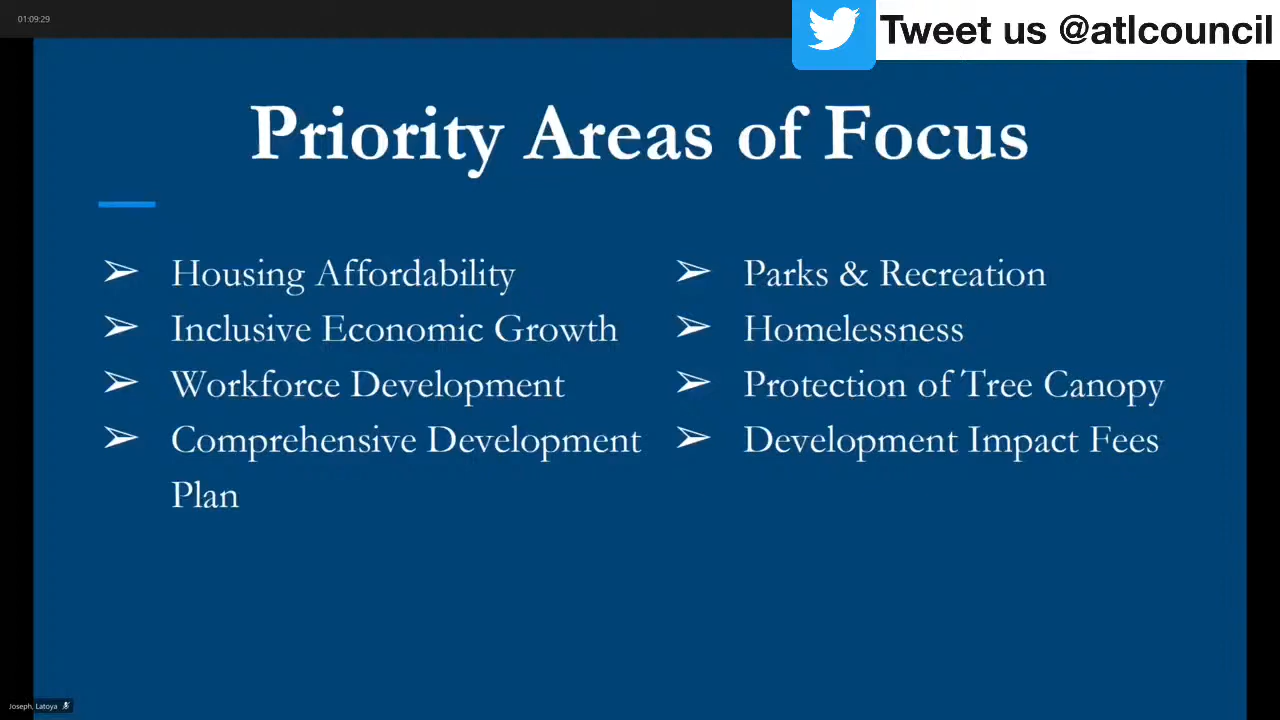 01:09:29
Tweet us @atlcouncil
Priority Areas of Focus
➢ Housing Affordability
➢ Inclusive Economic Growth
➢ Workforce Development
➢ Comprehensive Development
Plan
➢ Parks & Recreation
➢ Homelessness
➢ Protection of Tree Canopy
➢ Development Impact Fees
Joseph, Latoya